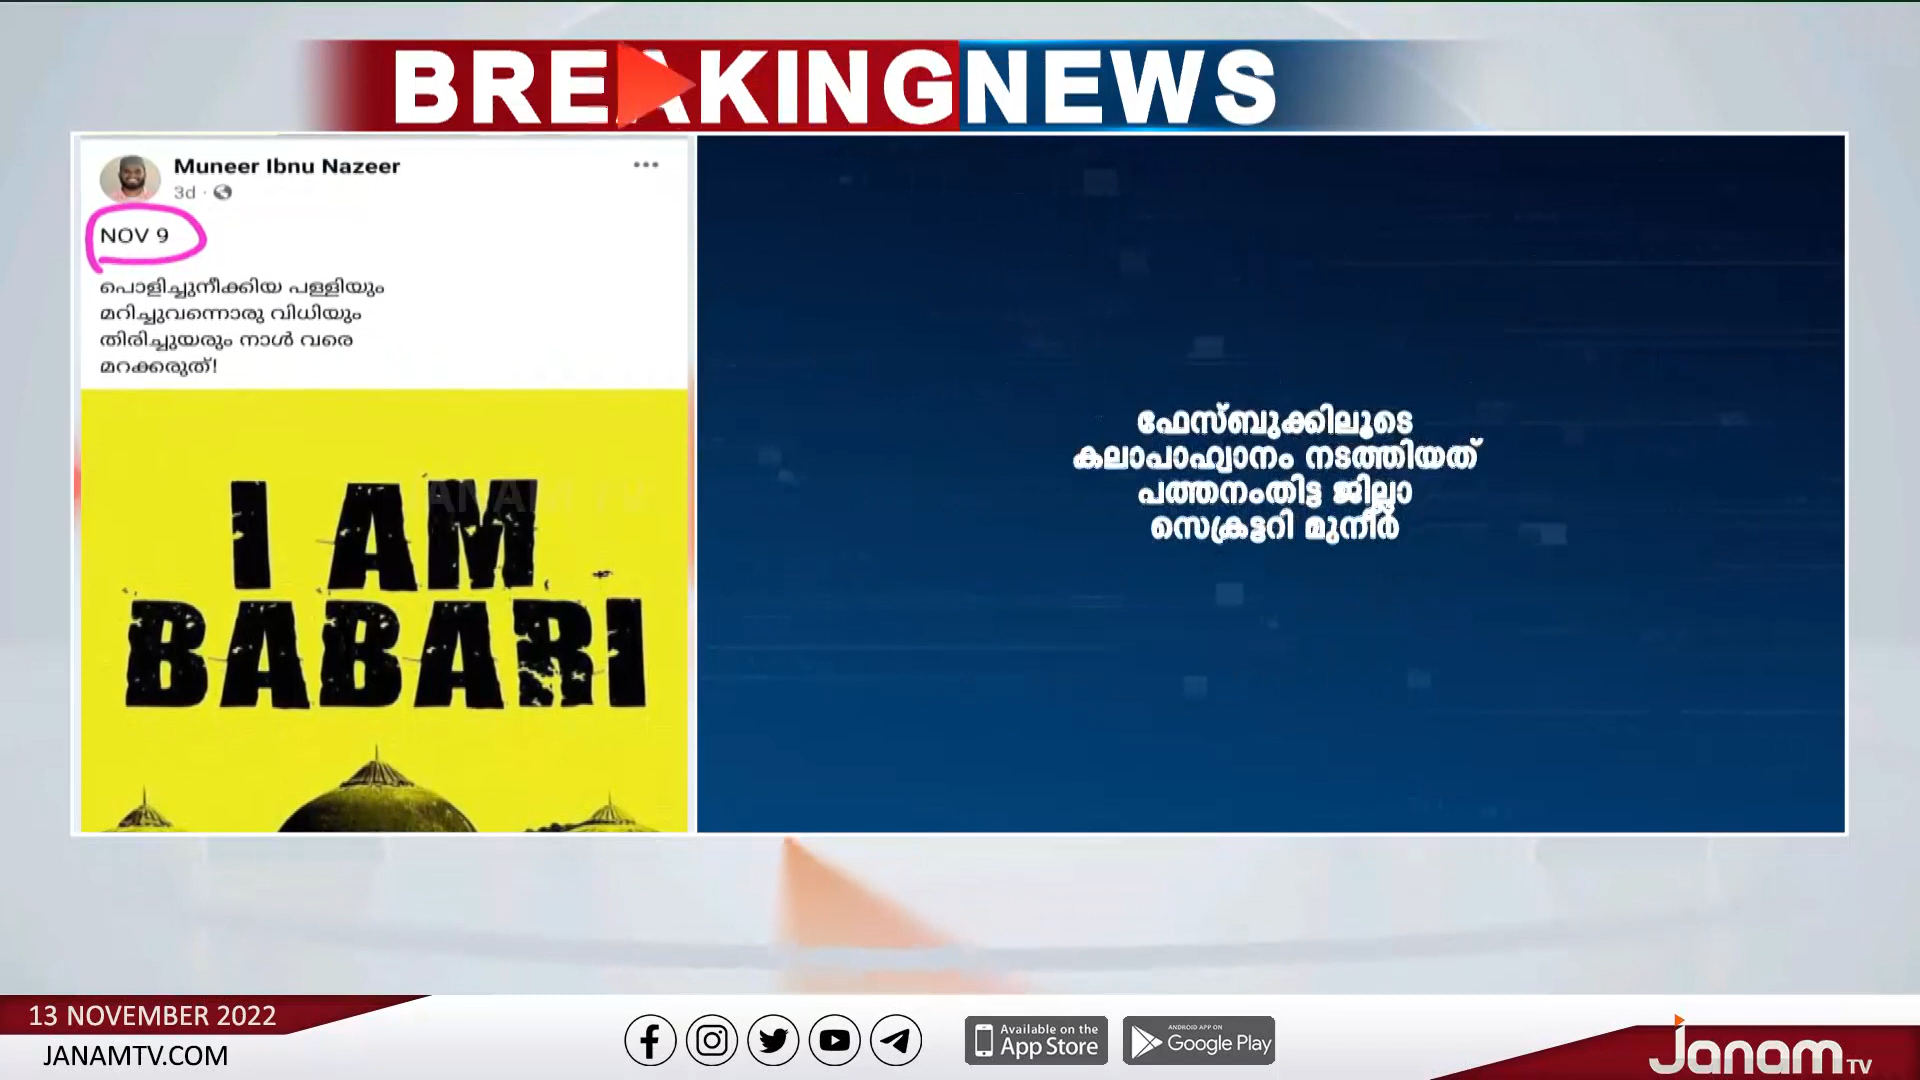 BREAKINGNEWS
Muneer Ibnu Nazeer
3d
NOV 9
പൊളിച്ചുനീക്കിയ പള്ളിയും
മറിച്ചുവന്നൊരു വിധിയും
തിരിച്ചുയരും നാൾ വരെ
മറക്കരുത്!
JANAM TV
I AM
BABARI
ഫേസ്ബുക്കിലൂടെ
കലാപാഹ്വാനം നടത്തിയത്
പത്തനംതിട്ട ജില്ലാ
സെക്രട്ടറി മുനീർ
13 NOVEMBER 2022
JANAMTV.COM
Available on the
App Store
ANDROID APP ON
Google Play
Janam TV